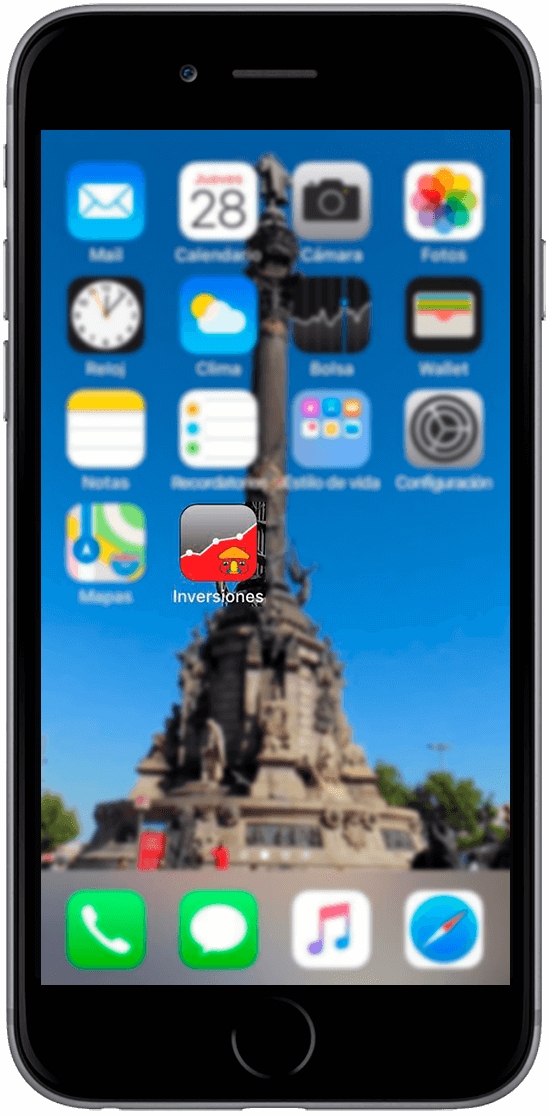 Mail
Jueves
28
Calendario
Cámara
Fotos
Reloj
Clima
Bolsa
Wallet
Notas
Recordatorios
Estilo de vida
Configuración
Mapas
Inversiones